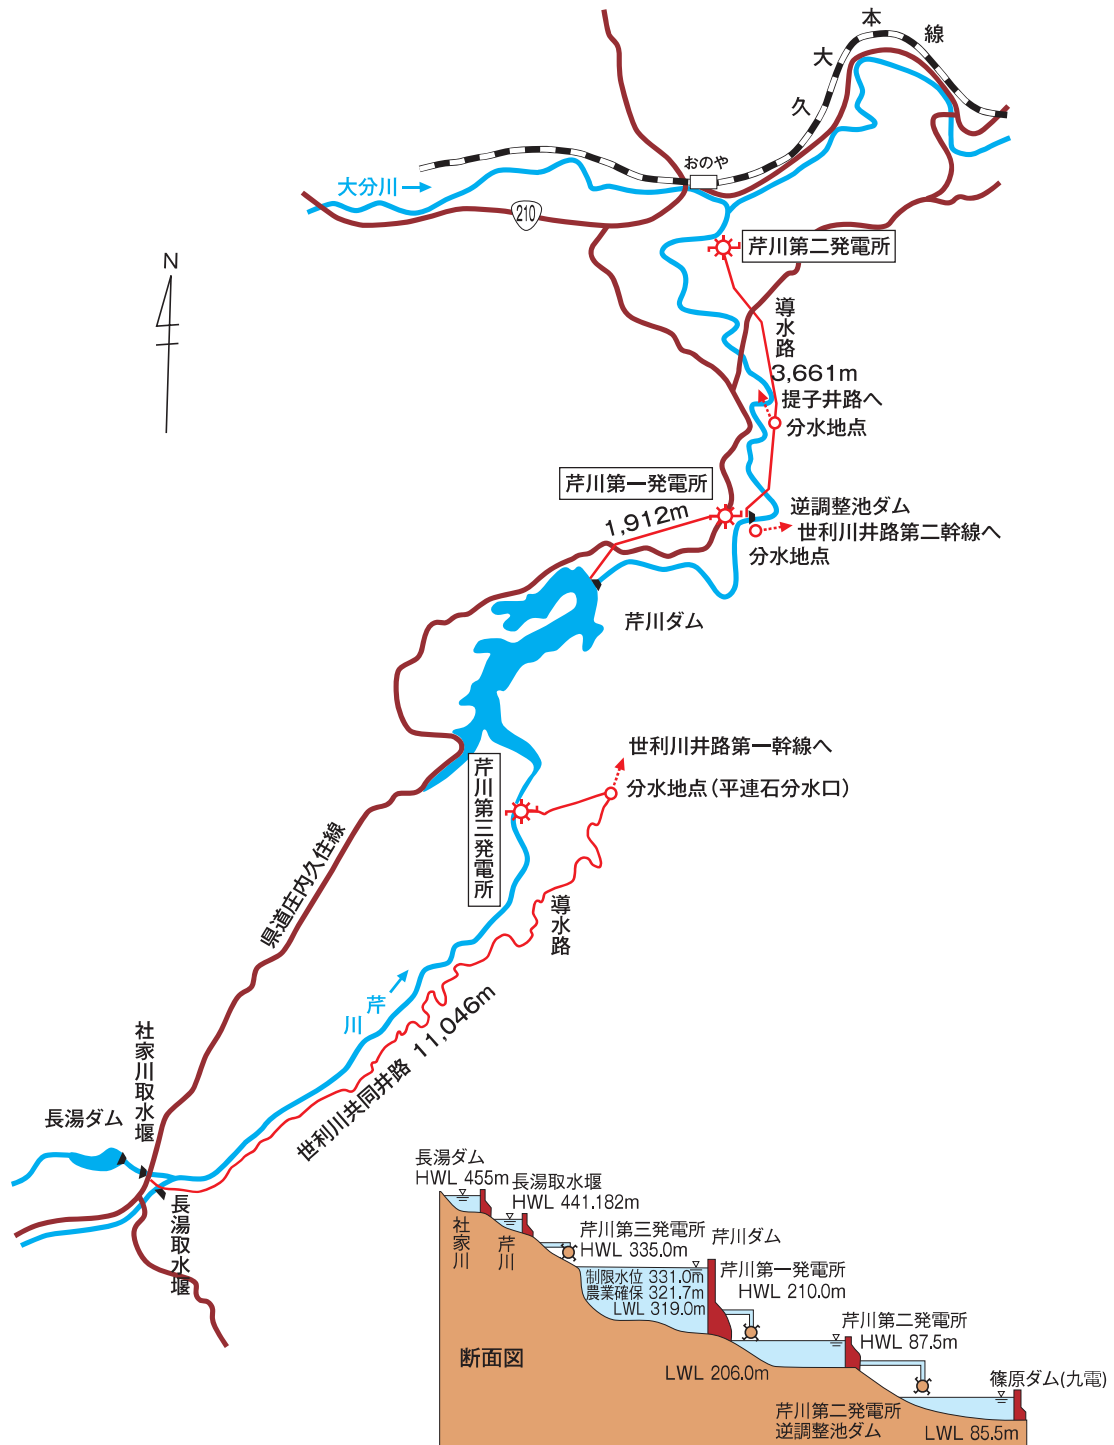 久大本線
おのや
大分川
210
N
芹川第二発電所
導水路
3,661m
提子井路へ
分水地点
芹川第一発電所
1,912m
逆調整池ダム
世利川井路第二幹線へ
分水地点
芹川ダム
世利川井路第一幹線へ
分水地点(平連石分水口)
芹川第三発電所
導水路
県道庄内久住線
芹川
世利川共同井路 11,046m
社家川取水堰
長湯ダム
長湯取水堰
長湯ダム
HWL 455m
長湯取水堰
HWL 441.182m
社家川
芹川
芹川第三発電所
HWL 335.0m
芹川ダム
制限水位 331.0m
農業確保 321.7m
LWL 319.0m
芹川第一発電所
HWL 210.0m
芹川第二発電所
HWL 87.5m
断面図
LWL 206.0m
篠原ダム(九電)
芹川第二発電所
逆調整池ダム
LWL 85.5m